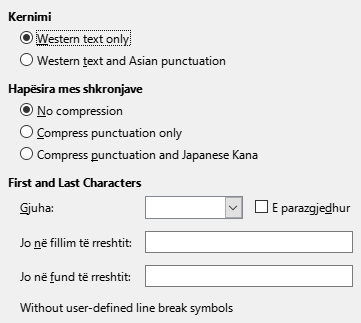 Kernimi
Western text only
Western text and Asian punctuation
Hapësira mes shkronjave
No compression
Compress punctuation only
Compress punctuation and Japanese Kana
First and Last Characters
Gjuha: E parazgjedhur
Jo në fillim të rreshtit:
Jo në fund të rreshtit:
Without user-defined line break symbols